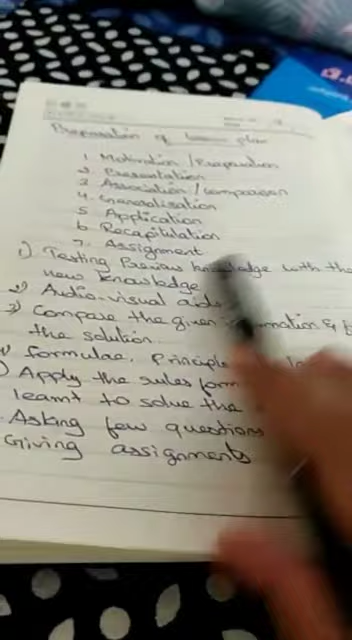 Preparation of lesson plan
1. Motivation / Preparation
2. Presentation
3. Association / comparison
4. Generalisation
5. Application
6. Recapitulation
7. Assignment
1) Testing Previous knowledge with the
new knowledge
2) Audio-visual aids
3) Compare the given &
the solution
formulae, Principle
Apply the rules
learnt to solve the
Asking few questions
Giving assignments